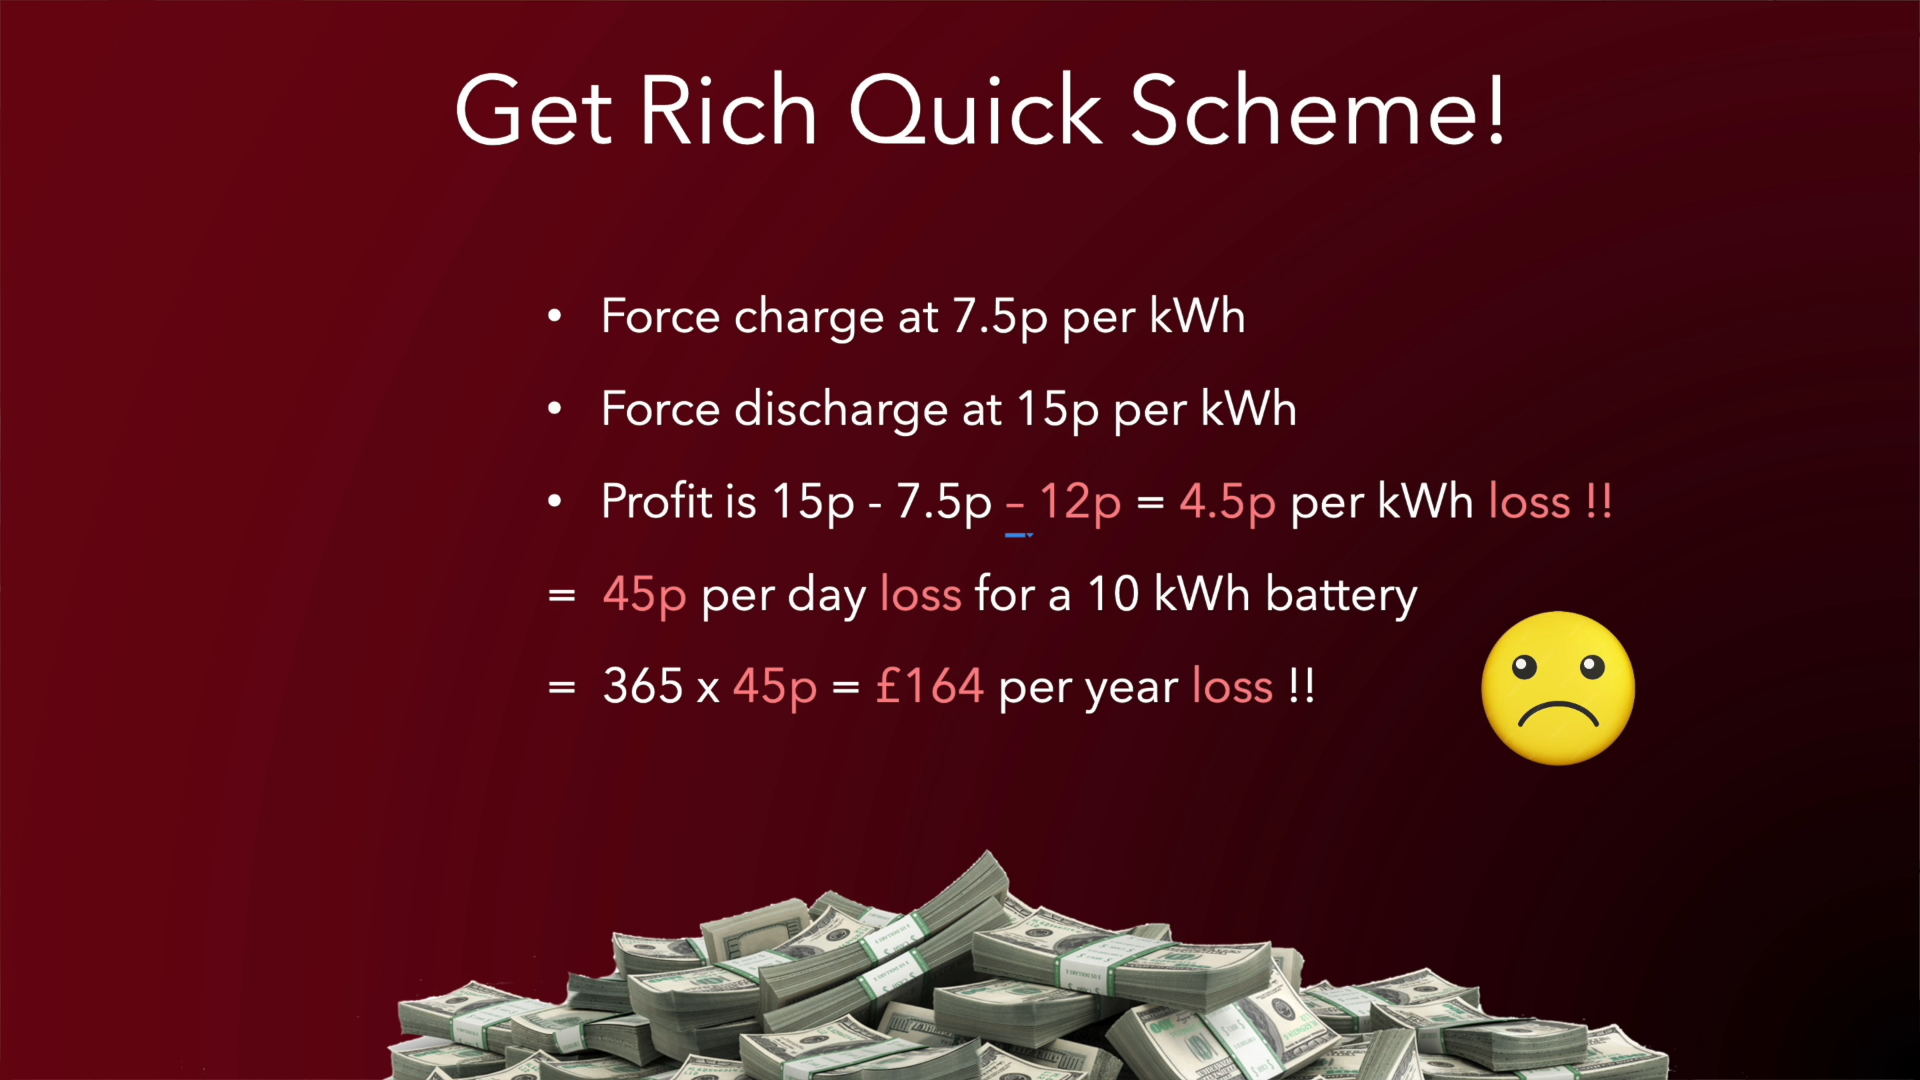 Get Rich Quick Scheme!
• Force charge at 7.5p per kWh
• Force discharge at 15p per kWh
• Profit is 15p - 7.5p – 12p = 4.5p per kWh loss !!
= 45p per day loss for a 10 kWh battery
= 365 x 45p = £164 per year loss !!